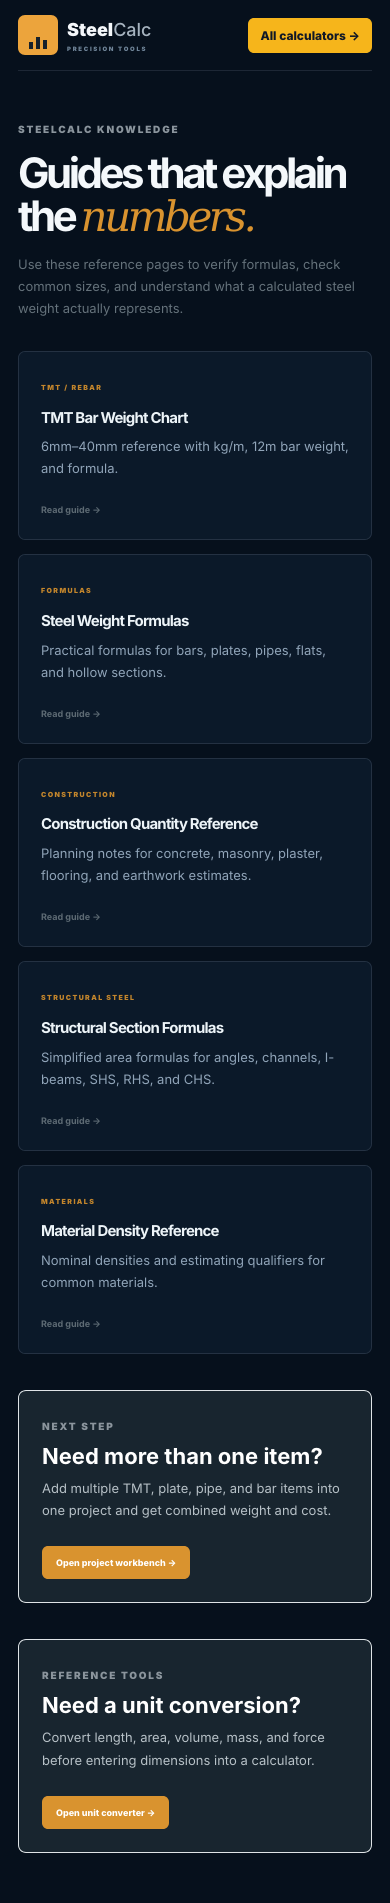 SteelCalc
PRECISION TOOLS
All calculators →
STEELCALC KNOWLEDGE
Guides that explain
the numbers.
Use these reference pages to verify formulas, check
common sizes, and understand what a calculated steel
weight actually represents.
TMT / REBAR
TMT Bar Weight Chart
6mm–40mm reference with kg/m, 12m bar weight,
and formula.
Read guide →
FORMULAS
Steel Weight Formulas
Practical formulas for bars, plates, pipes, flats,
and hollow sections.
Read guide →
CONSTRUCTION
Construction Quantity Reference
Planning notes for concrete, masonry, plaster,
flooring, and earthwork estimates.
Read guide →
STRUCTURAL STEEL
Structural Section Formulas
Simplified area formulas for angles, channels, I-
beams, SHS, RHS, and CHS.
Read guide →
MATERIALS
Material Density Reference
Nominal densities and estimating qualifiers for
common materials.
Read guide →
NEXT STEP
Need more than one item?
Add multiple TMT, plate, pipe, and bar items into
one project and get combined weight and cost.
Open project workbench →
REFERENCE TOOLS
Need a unit conversion?
Convert length, area, volume, mass, and force
before entering dimensions into a calculator.
Open unit converter →